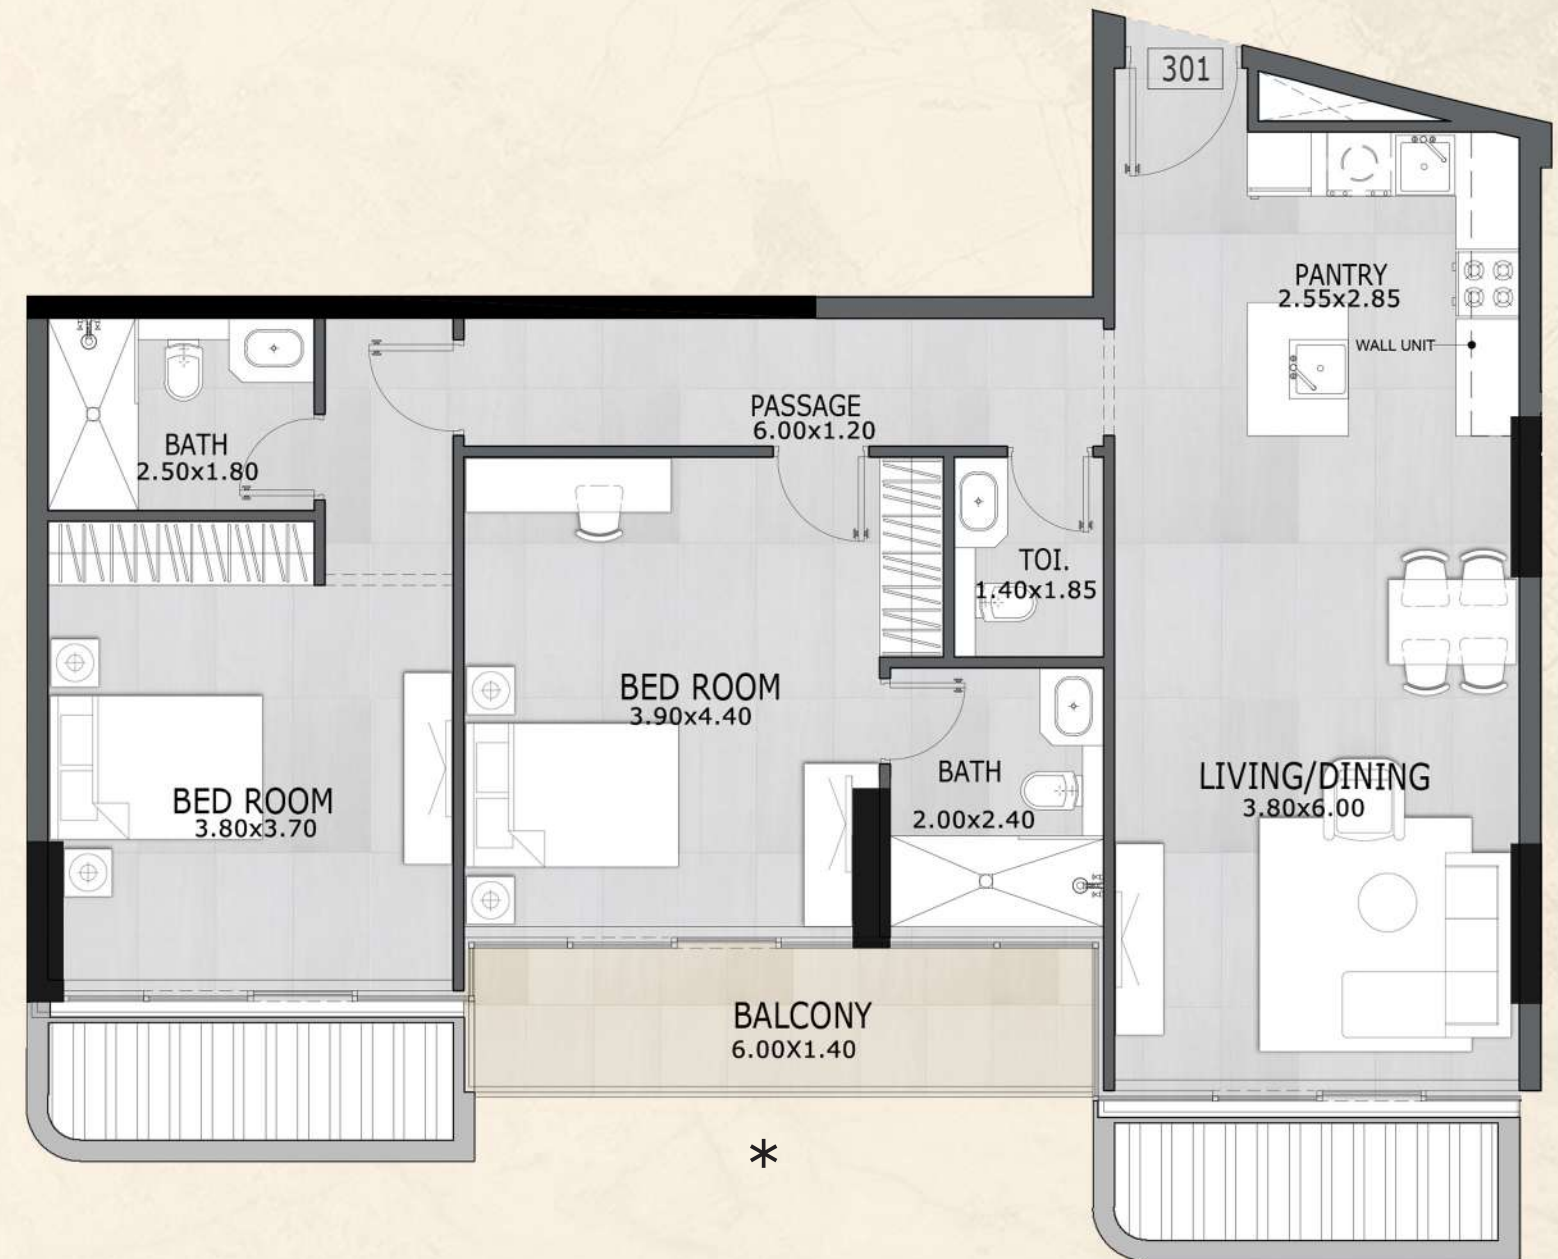 301
PANTRY
2.55x2.85
WALL UNIT
PASSAGE
6.00x1.20
BATH
2.50x1.80
TOI.
1.40x1.85
BED ROOM
3.90x4.40
BATH
2.00x2.40
LIVING/DINING
3.80x6.00
BED ROOM
3.80x3.70
BALCONY
6.00X1.40
*